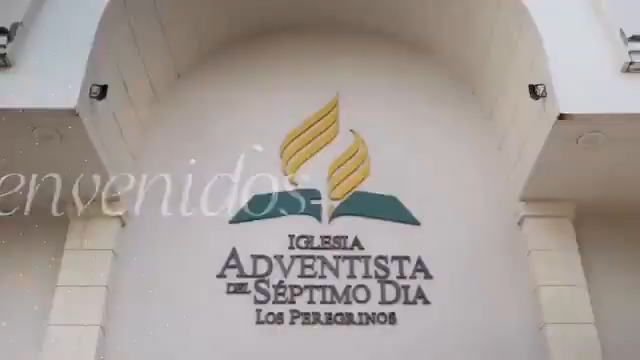 envenidos
IGLESIA
ADVENTISTA
DEL SÉPTIMO DIA
LOS PEREGRINOS